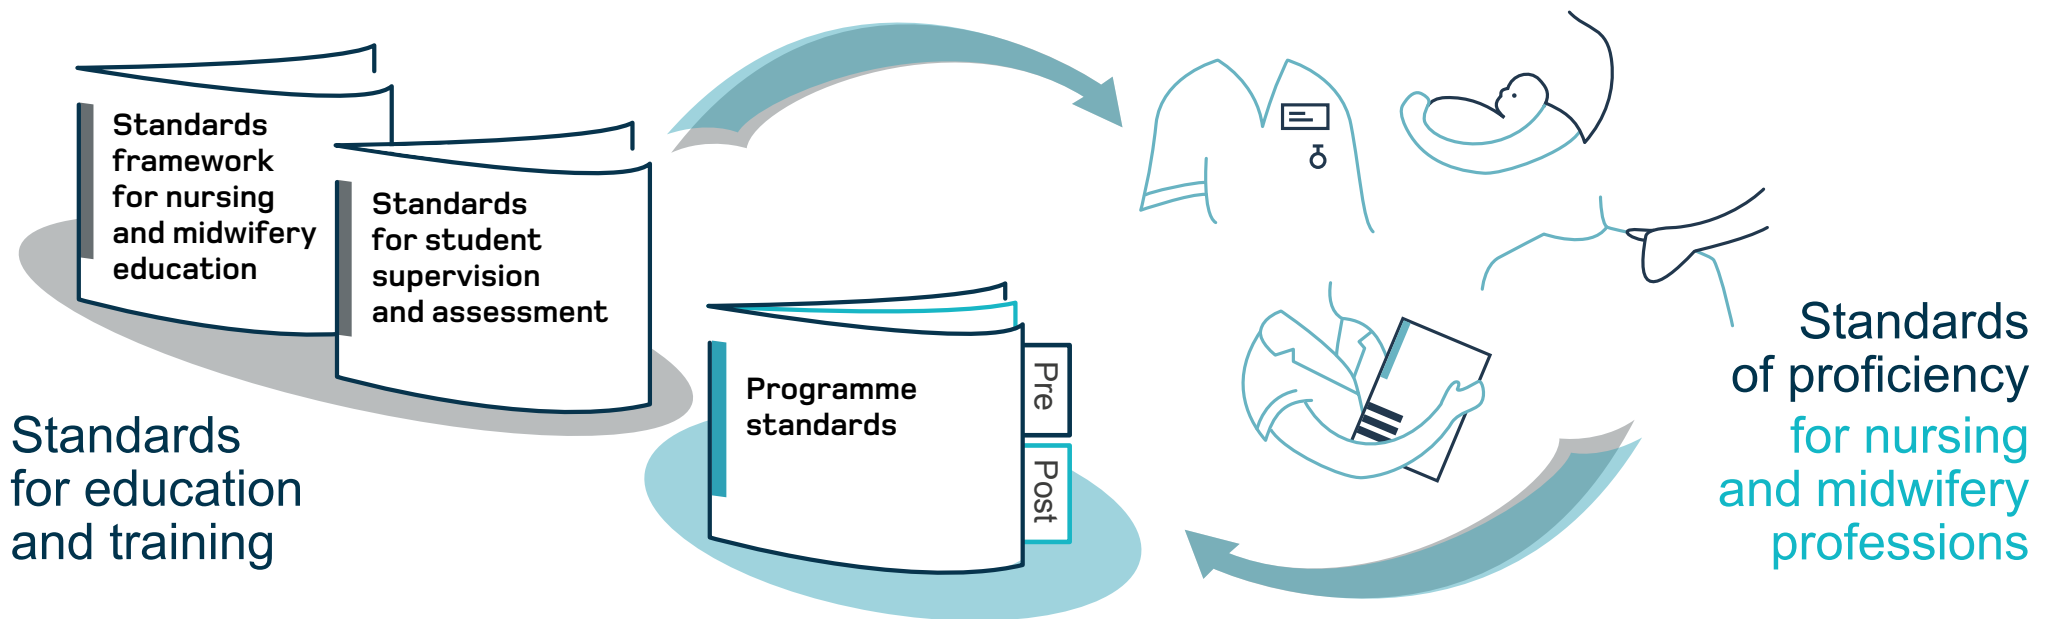 Standards
framework
for nursing
and midwifery
education
Standards
for student
supervision
and assessment
Programme
standards
Pre
Post
Standards
for education
and training
Standards
of proficiency
for nursing
and midwifery
professions